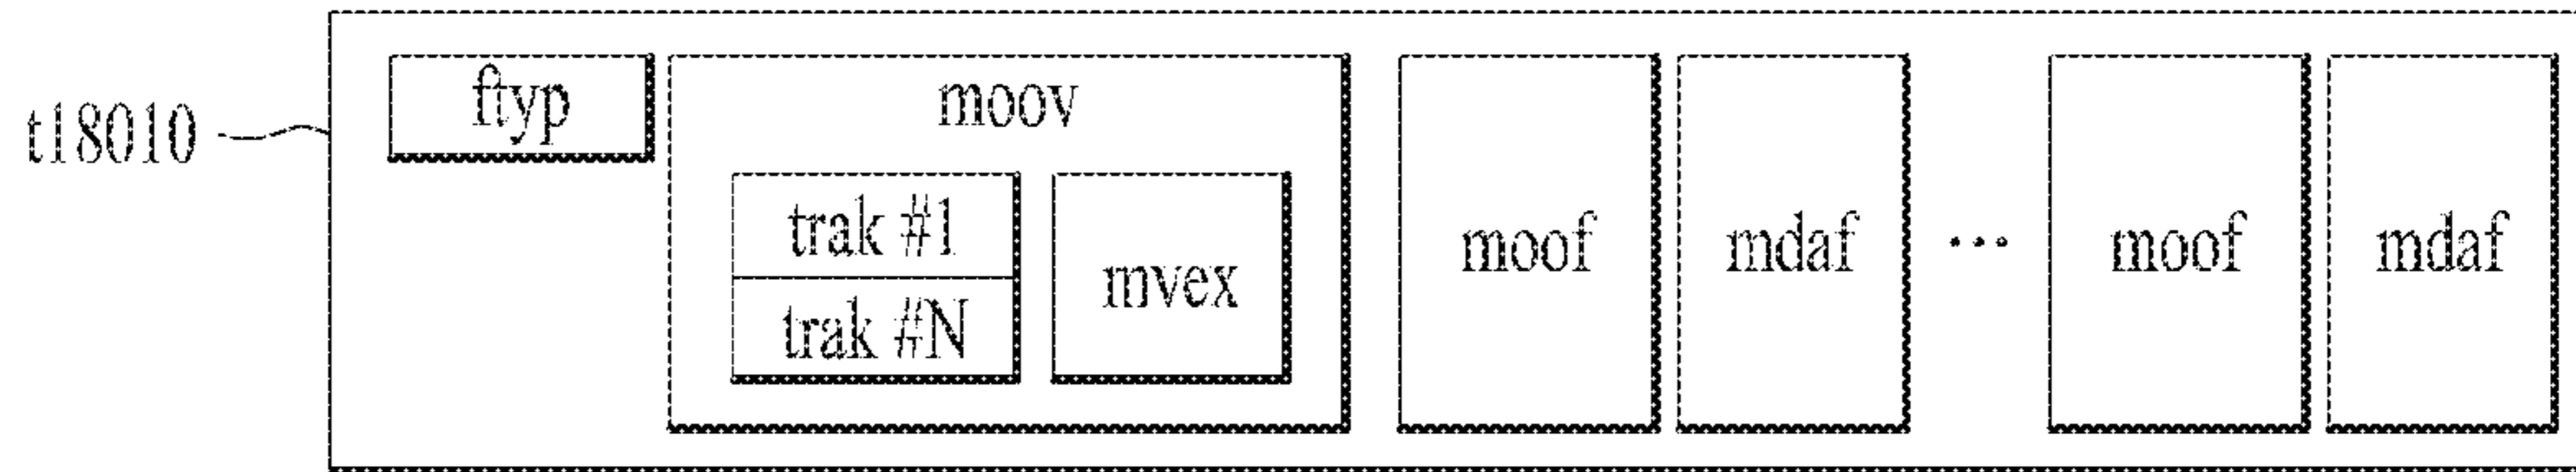 t18010
ftyp
moov
trak #1
trak #N
mvex
moof
mdaf
...
moof
mdaf